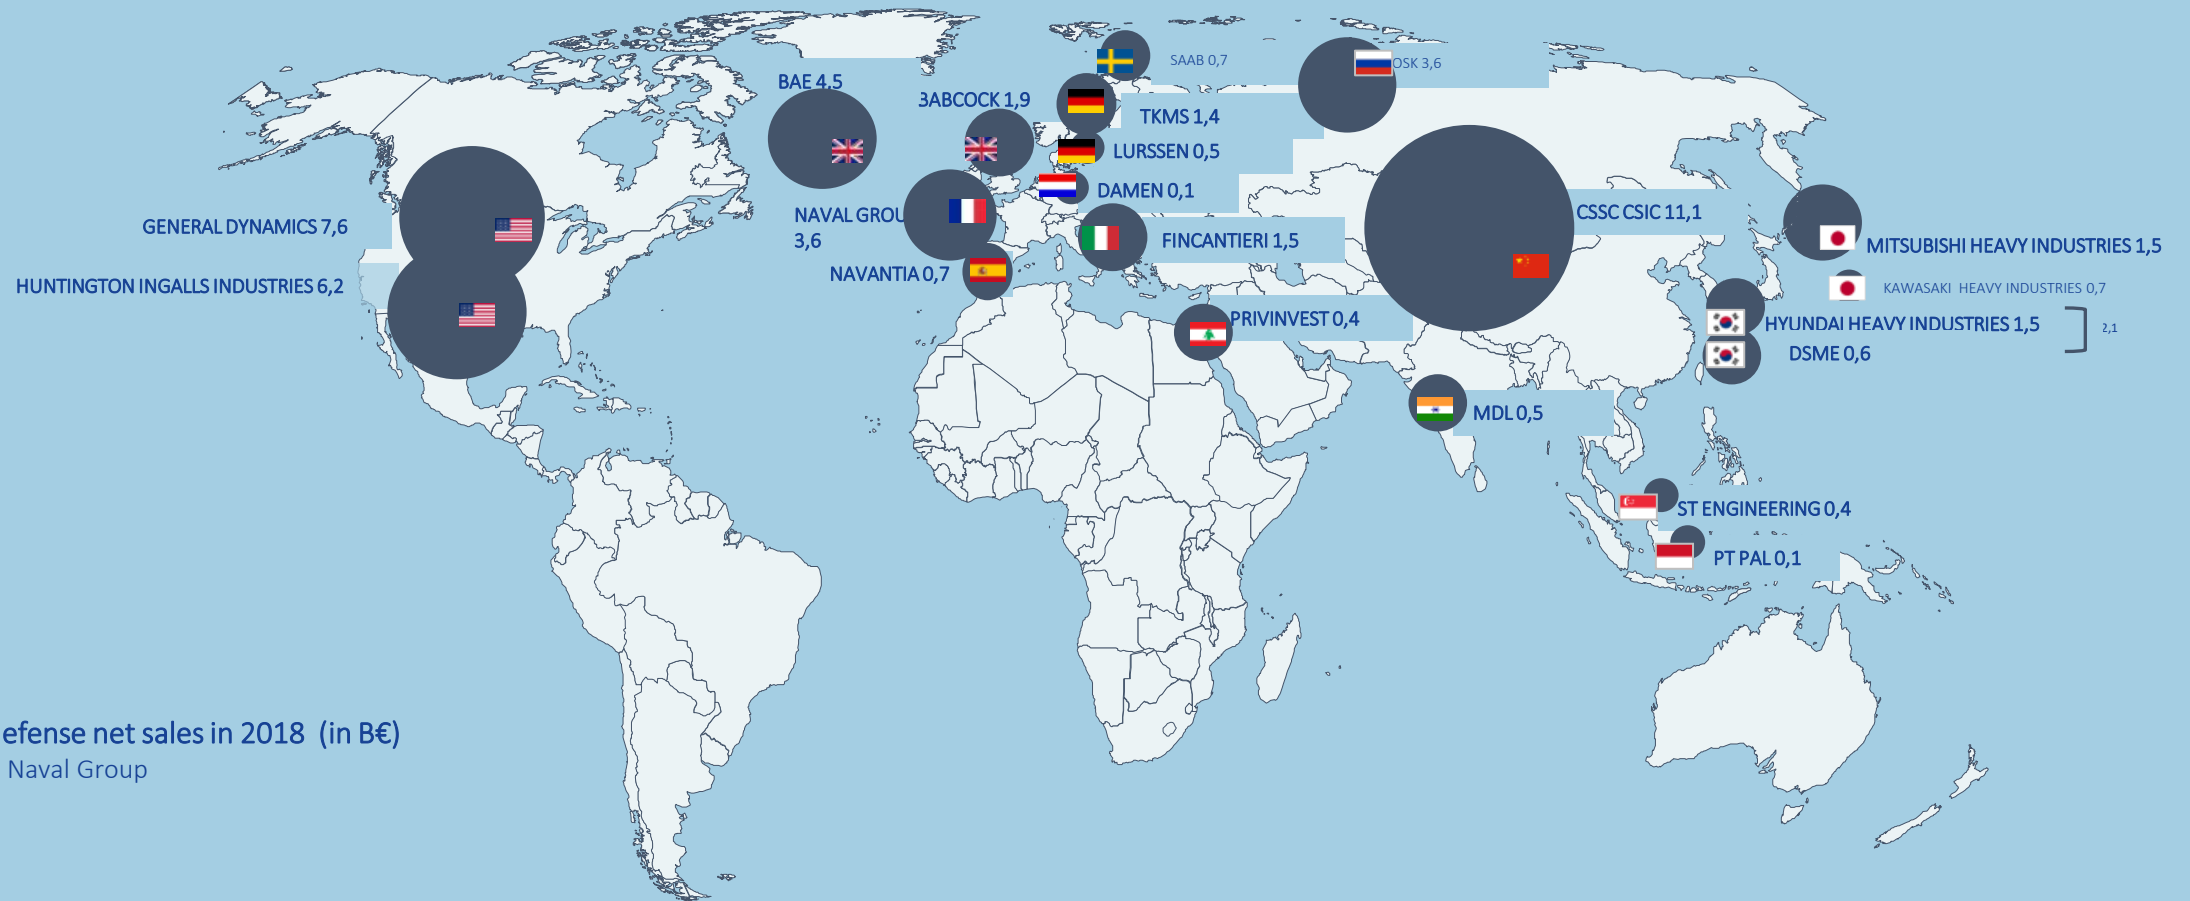 SAAB 0,7
OSK 3,6
BAE 4,5
BABCOCK 1,9
TKMS 1,4
LURSSEN 0,5
DAMEN 0,1
NAVAL GROU
3,6
CSSC CSIC 11,1
GENERAL DYNAMICS 7,6
FINCANTIERI 1,5
MITSUBISHI HEAVY INDUSTRIES 1,5
NAVANTIA 0,7
HUNTINGTON INGALLS INDUSTRIES 6,2
KAWASAKI HEAVY INDUSTRIES 0,7
PRIVINVEST 0,4
HYUNDAI HEAVY INDUSTRIES 1,5
2,1
DSME 0,6
MDL 0,5
ST ENGINEERING 0,4
PT PAL 0,1
efense net sales in 2018 (in B€)
Naval Group